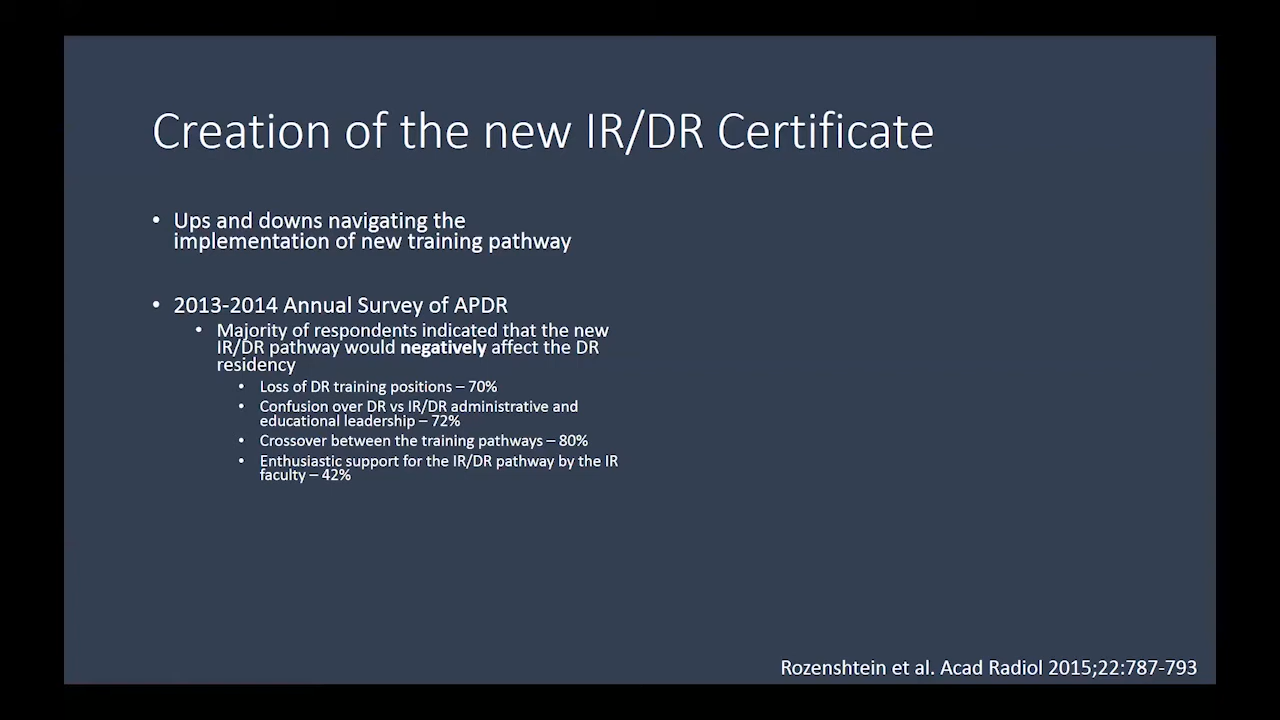 Creation of the new IR/DR Certificate
• Ups and downs navigating the
implementation of new training pathway
• 2013-2014 Annual Survey of APDR
• Majority of respondents indicated that the new
IR/DR pathway would negatively affect the DR
residency
• Loss of DR training positions – 70%
• Confusion over DR vs IR/DR administrative and
educational leadership – 72%
• Crossover between the training pathways – 80%
• Enthusiastic support for the IR/DR pathway by the IR
faculty – 42%
Rozenshtein et al. Acad Radiol 2015;22:787-793